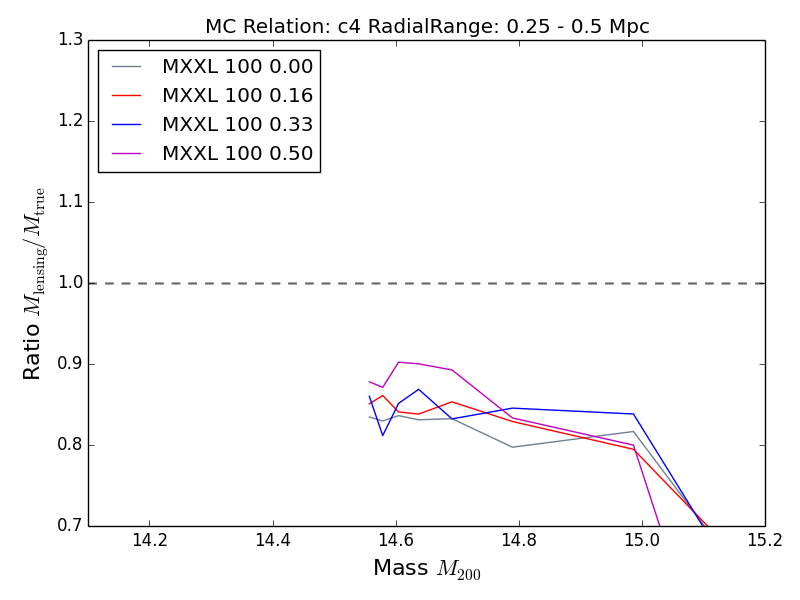 MC Relation: c4 RadialRange: 0.25 - 0.5 Mpc
1.3
1.2
1.1
1.0
0.9
0.8
0.7
Ratio M_lensing/M_true
MXXL 100 0.00
MXXL 100 0.16
MXXL 100 0.33
MXXL 100 0.50
14.2 14.4 14.6 14.8 15.0 15.2
Mass M_200